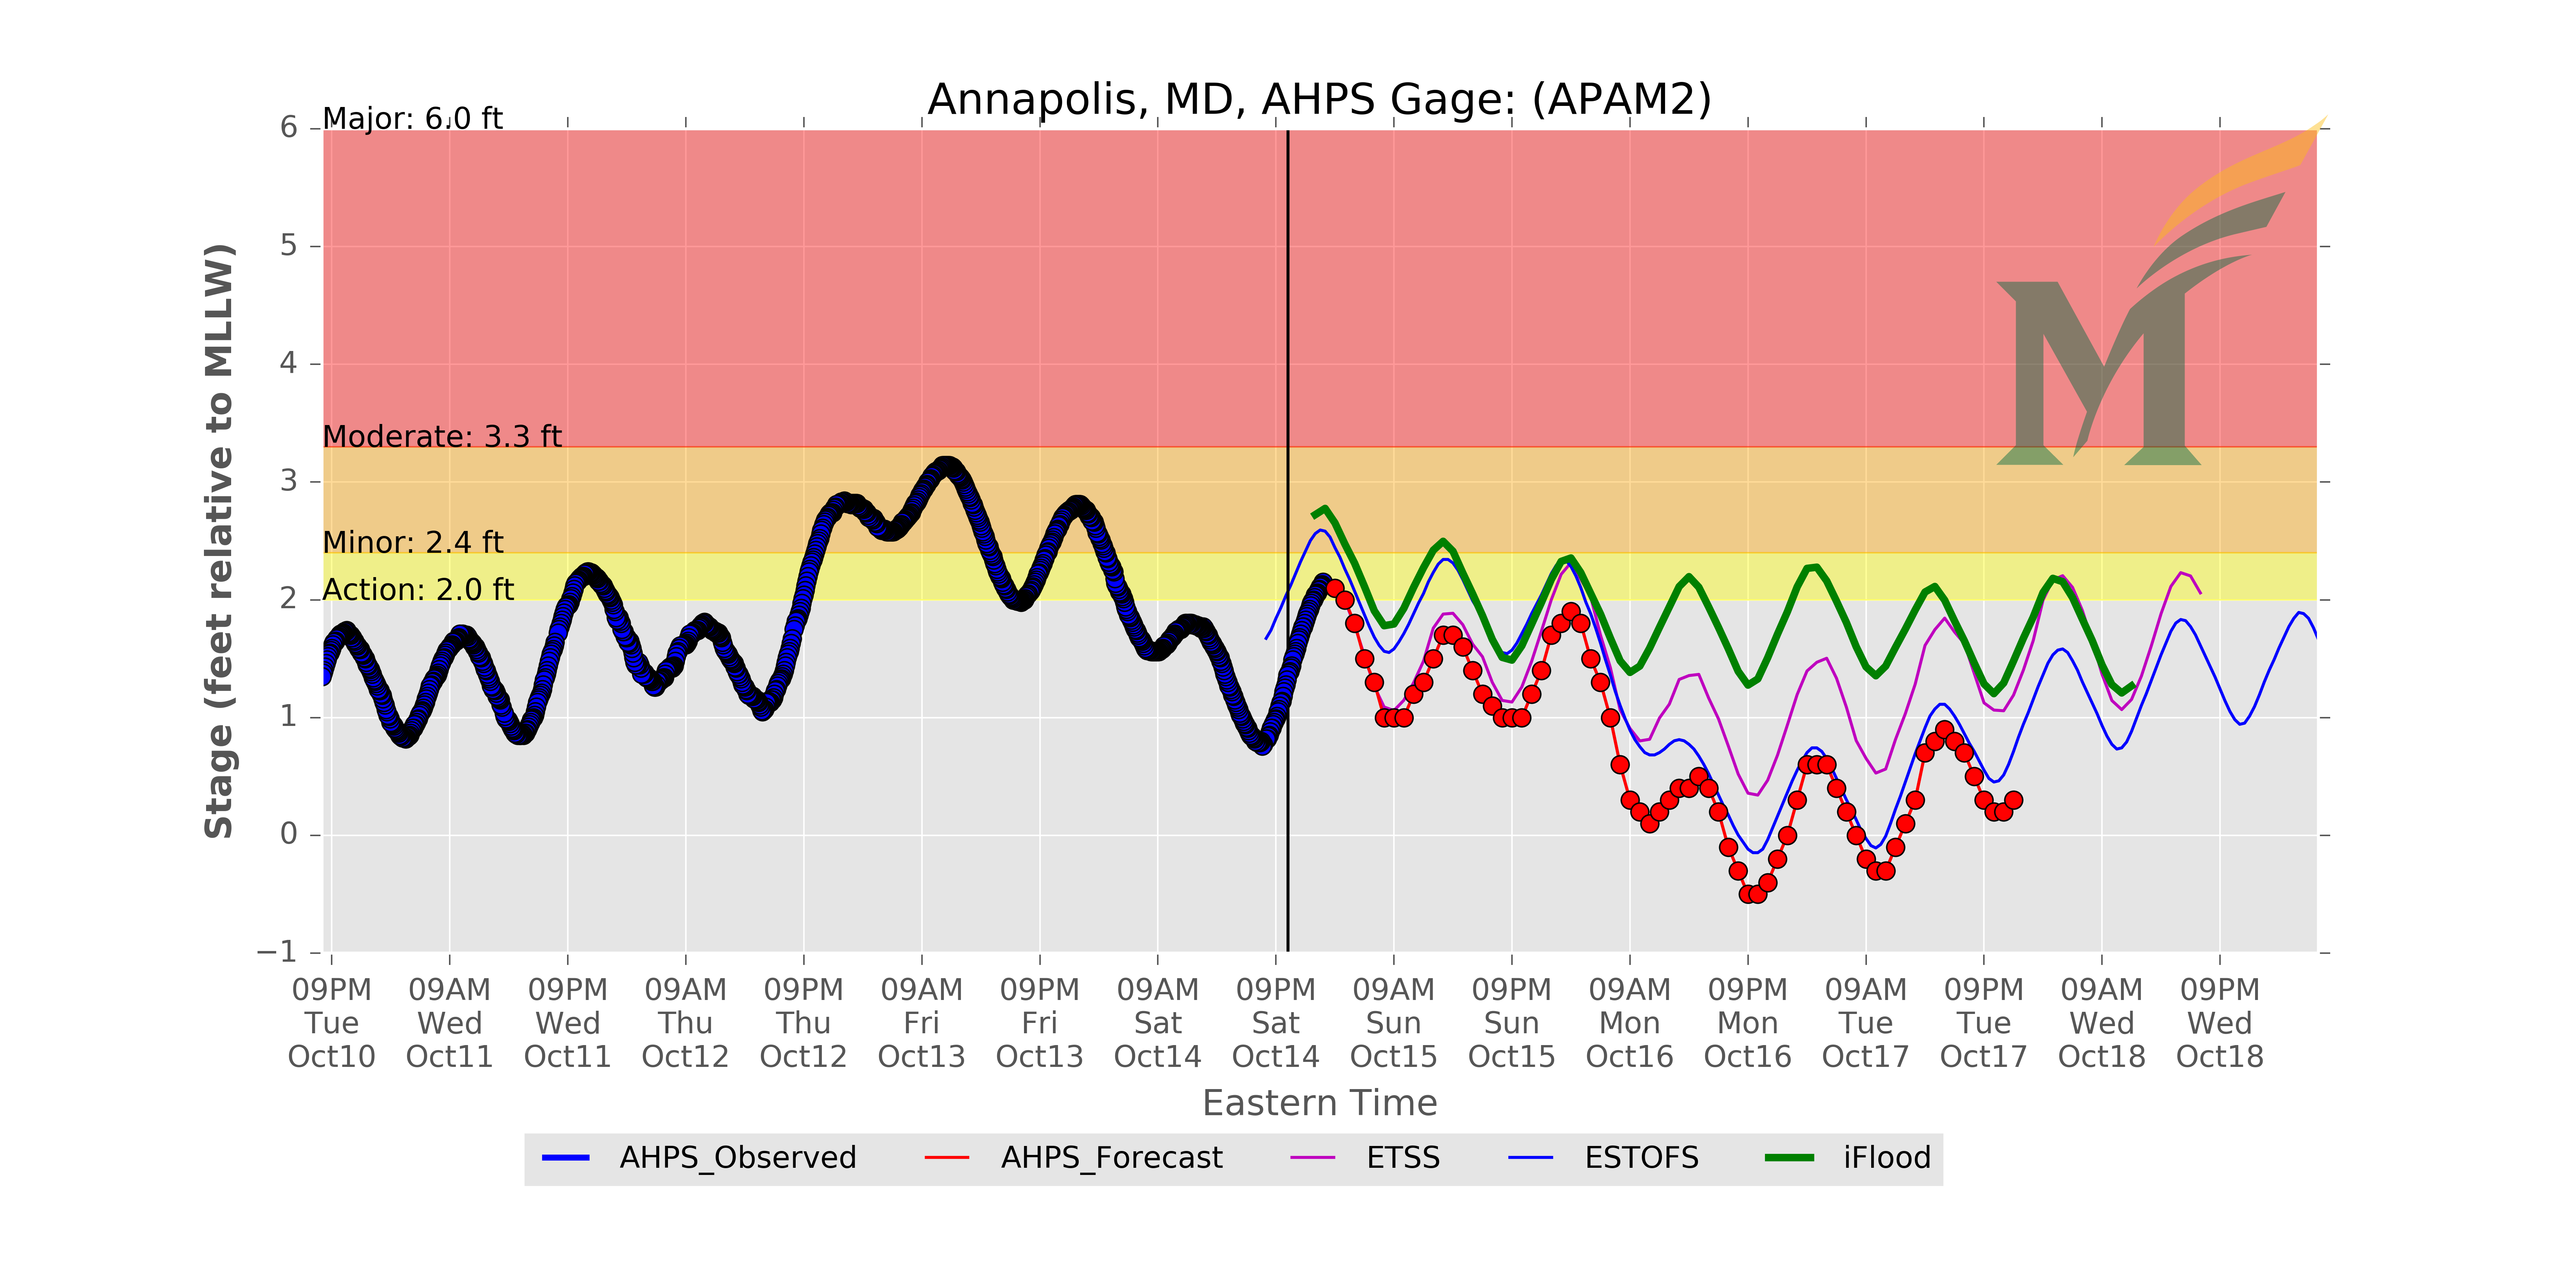 Annapolis, MD, AHPS Gage: (APAM2)
Major: 6.0 ft
Moderate: 3.3 ft
Minor: 2.4 ft
Action: 2.0 ft
Stage (feet relative to MLLW)
6
5
4
3
2
1
0
−1
09PM 09AM 09PM 09AM 09PM 09AM 09PM 09AM 09PM 09AM 09PM 09AM 09PM 09AM 09PM 09AM 09PM
Tue Wed Wed Thu Thu Fri Fri Sat Sat Sun Sun Mon Mon Tue Tue Wed Wed
Oct10 Oct11 Oct11 Oct12 Oct12 Oct13 Oct13 Oct14 Oct14 Oct15 Oct15 Oct16 Oct16 Oct17 Oct17 Oct18 Oct18
Eastern Time
AHPS_Observed AHPS_Forecast ETSS ESTOFS iFlood
M